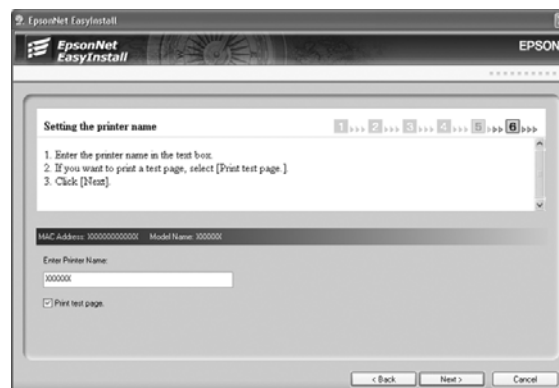 EpsonNet EasyInstall
EpsonNet
EasyInstall
EPSON
Setting the printer name
1 2 3 4 5 6
1. Enter the printer name in the text box.
2. If you want to print a test page, select [Print test page.]
3. Click [Next].
MAC Address: XXXXXXXXXXXX Model Name: XXXXXX
Enter Printer Name:
XXXXXX
Print test page.
< Back
Next >
Cancel